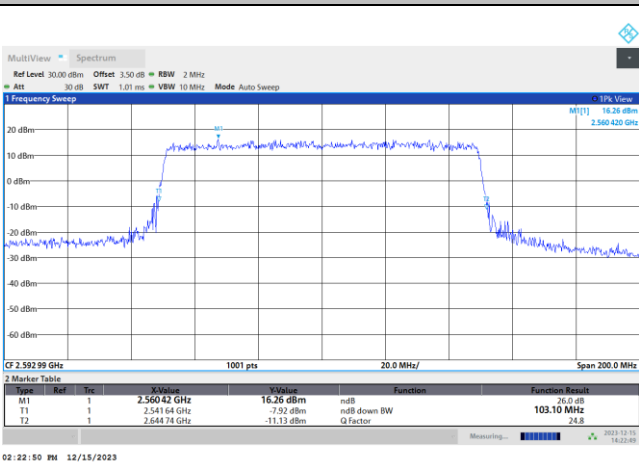 MultiView Spectrum
Ref Level 30.00 dBm Offset 3.50 dB RBW 2 MHz
Att 30 dB SWT 1.01 ms VBW 10 MHz Mode Auto Sweep
1 Frequency Sweep 1Pk View
M1[1] 16.26 dBm
2.560 420 GHz
M1
20 dBm
10 dBm
0 dBm
T1
T2
-10 dBm
-20 dBm
-30 dBm
-40 dBm
-50 dBm
-60 dBm
CF 2.592 99 GHz 1001 pts 20.0 MHz/ Span 200.0 MHz
2 Marker Table
Type Ref Trc X-Value Y-Value Function Function Result
M1 1 2.560 42 GHz 16.26 dBm ndB 26.0 dB
T1 1 2.541 64 GHz -7.92 dBm ndB down BW 103.10 MHz
T2 1 2.644 74 GHz -11.13 dBm Q Factor 24.8
Measuring... 2023-12-15
14:22:49
02:22:50 PM 12/15/2023